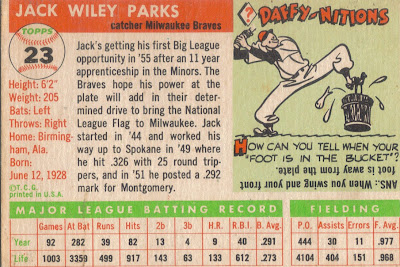 JACK WILEY PARKS
catcher Milwaukee Braves
TOPPS
23
Height: 6'2"
Weight: 205
Bats: Left
Throws: Right
Home: Birming-
ham, Ala.
Born:
June 12, 1928
© T. C. G.
printed in U.S.A.
Jack's getting his first Big League
opportunity in '55 after an 11 year
apprenticeship in the Minors. The
Braves hope his power at the
plate will add in their deter-
mined drive to bring the National
League Flag to Milwaukee. Jack
started in '44 and worked his
way up to Spokane in '49 where
he hit .326 with 25 round trip-
pers, and in '51 he posted a .292
mark for Montgomery.
? DAFFY-NITIONS
HOW CAN YOU TELL WHEN YOUR
"FOOT IS IN THE BUCKET"?
ANS.: When you swing and your front
foot is away from the plate.
MAJOR LEAGUE BATTING RECORD FIELDING
Games At Bat Runs Hits 2b 3b H.R. R.B.I. B. Avg. P.O. Assists Errors F. Avg.
Year 92 282 39 82 13 2 9 40 .291 444 30 11 .977
Life 1003 3359 499 917 143 63 133 612 .273 4104 404 151 .968